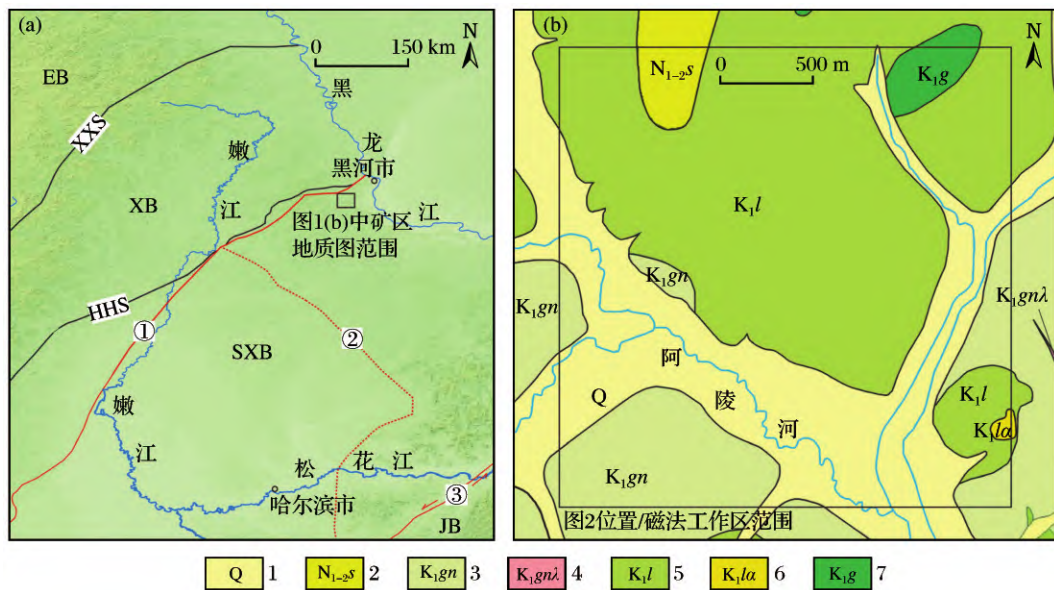 (a)
N
0 150 km
EB
XXS
黑
龙
嫩
黑河市
XB
江
江
图1(b)中矿区
地质图范围
HHS
①
②
SXB
嫩
江
松 花 江
哈尔滨市
③
JB
(b)
N
N₁₋₂s
0 500 m
K₁g
K₁l
K₁gn
K₁gn
K₁gnλ
阿
陵
河
Q
K₁l
K₁lα
K₁gn
图2位置/磁法工作区范围
Q 1 N₁₋₂s 2 K₁gn 3 K₁gnλ 4 K₁l 5 K₁lα 6 K₁g 7